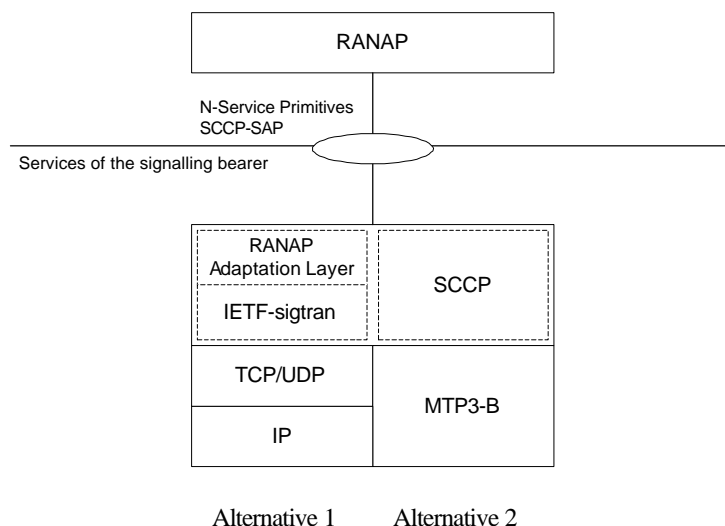 RANAP
N-Service Primitives
SCCP-SAP
Services of the signalling bearer
RANAP
Adaptation Layer
IETF-sigtran
SCCP
TCP/UDP
IP
MTP3-B
Alternative 1
Alternative 2